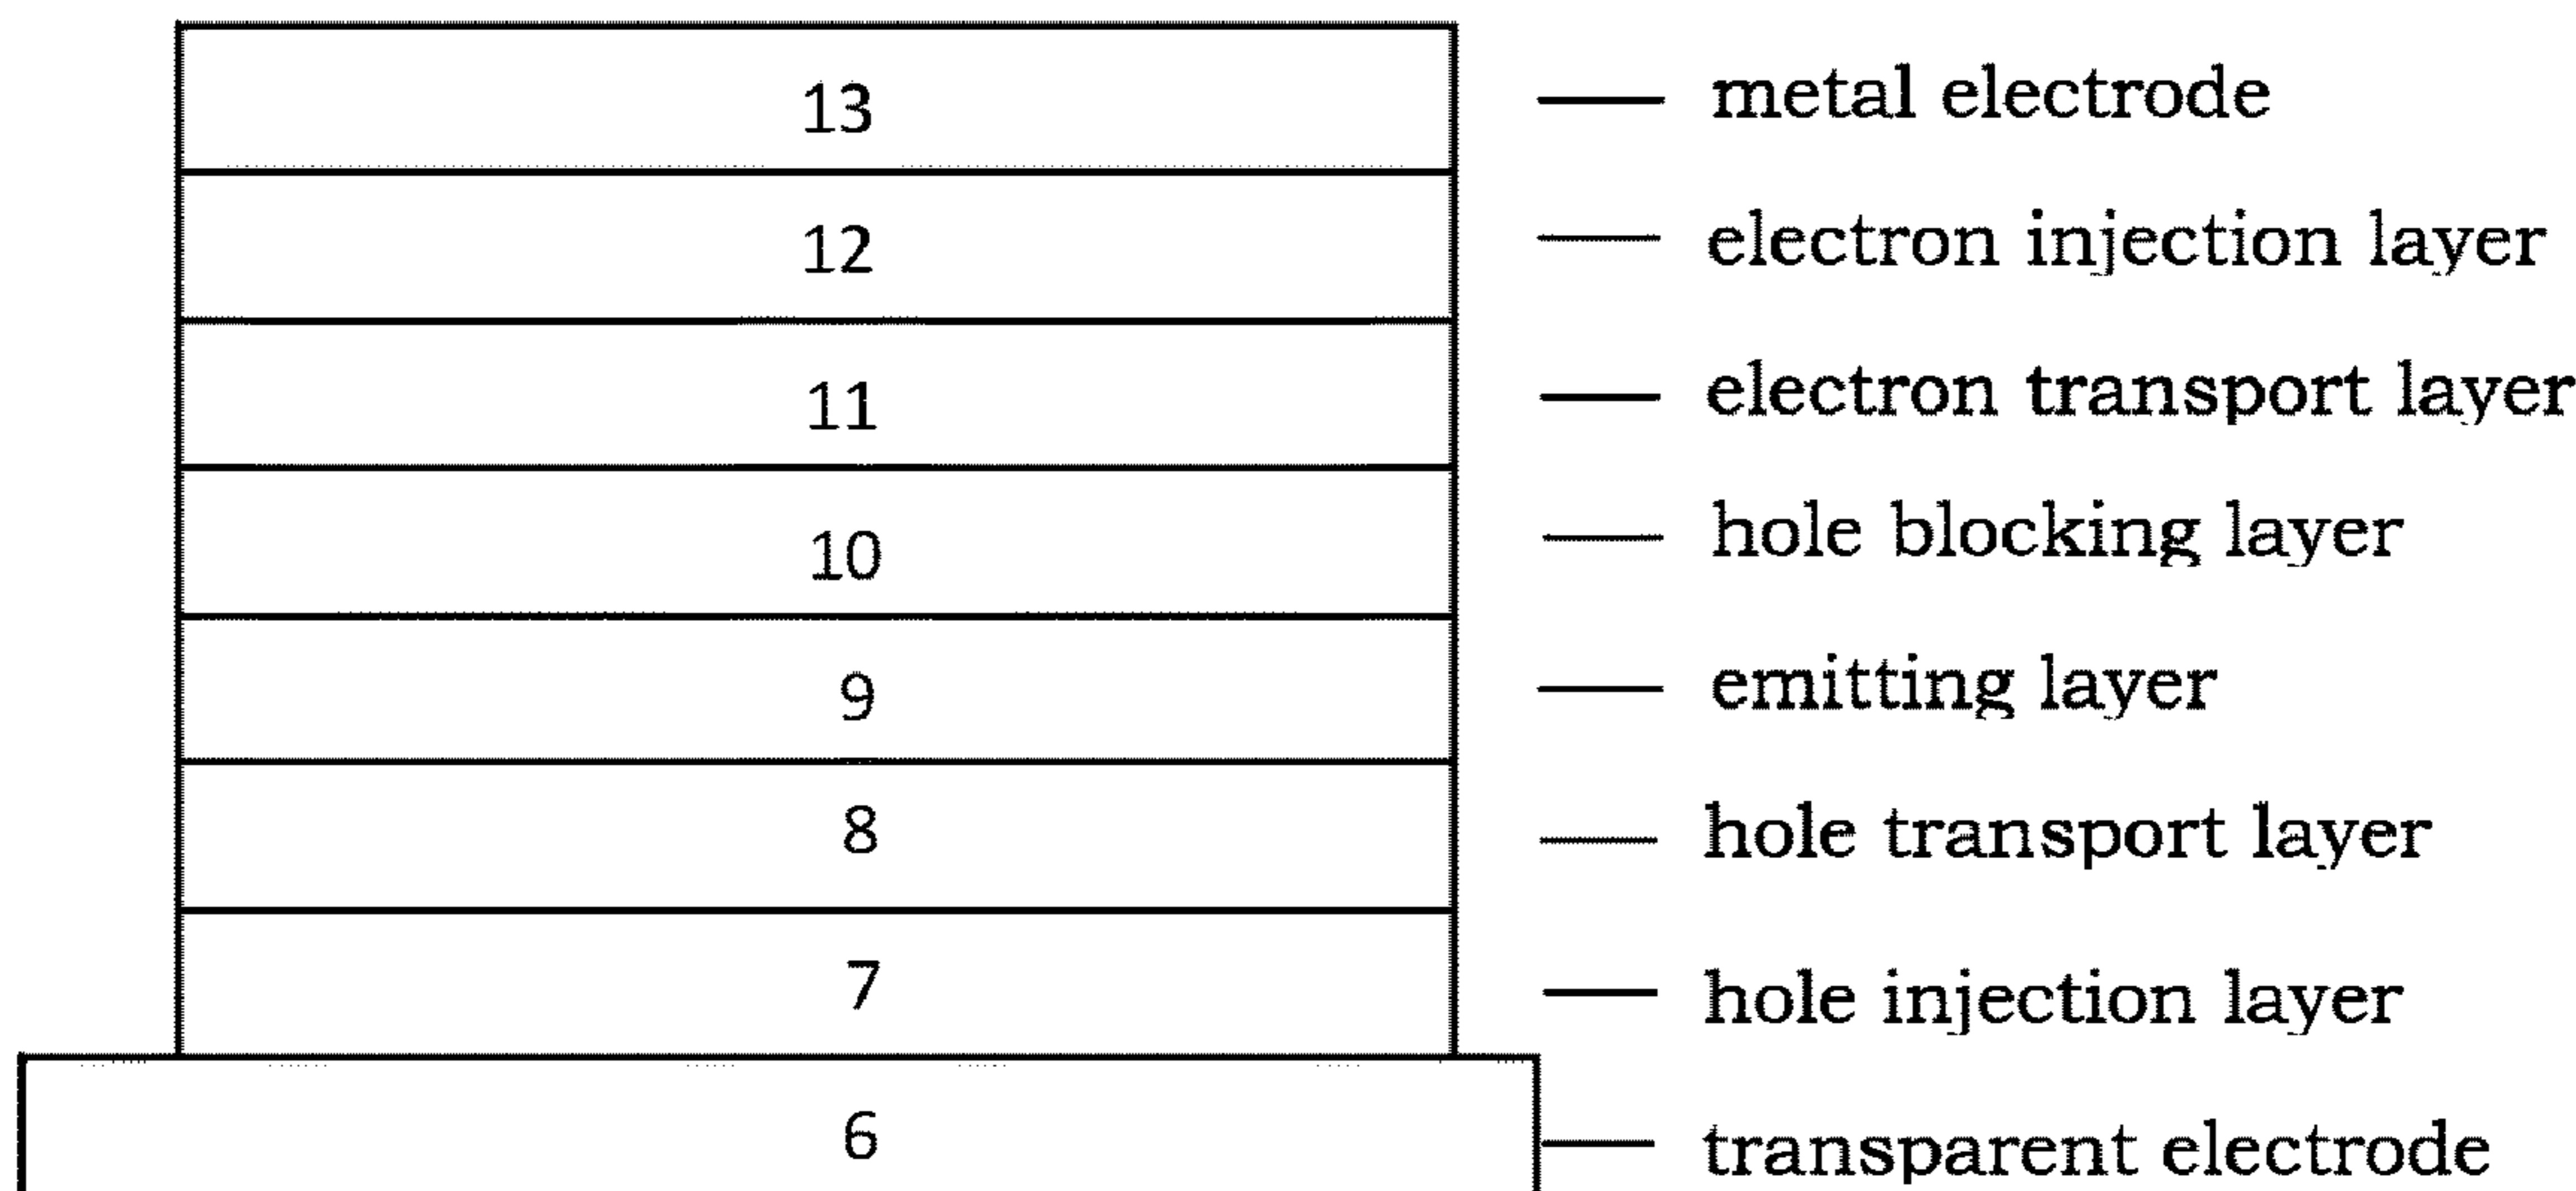 13 metal electrode
12 electron injection layer
11 electron transport layer
10 hole blocking layer
9 emitting layer
8 hole transport layer
7 hole injection layer
6 transparent electrode